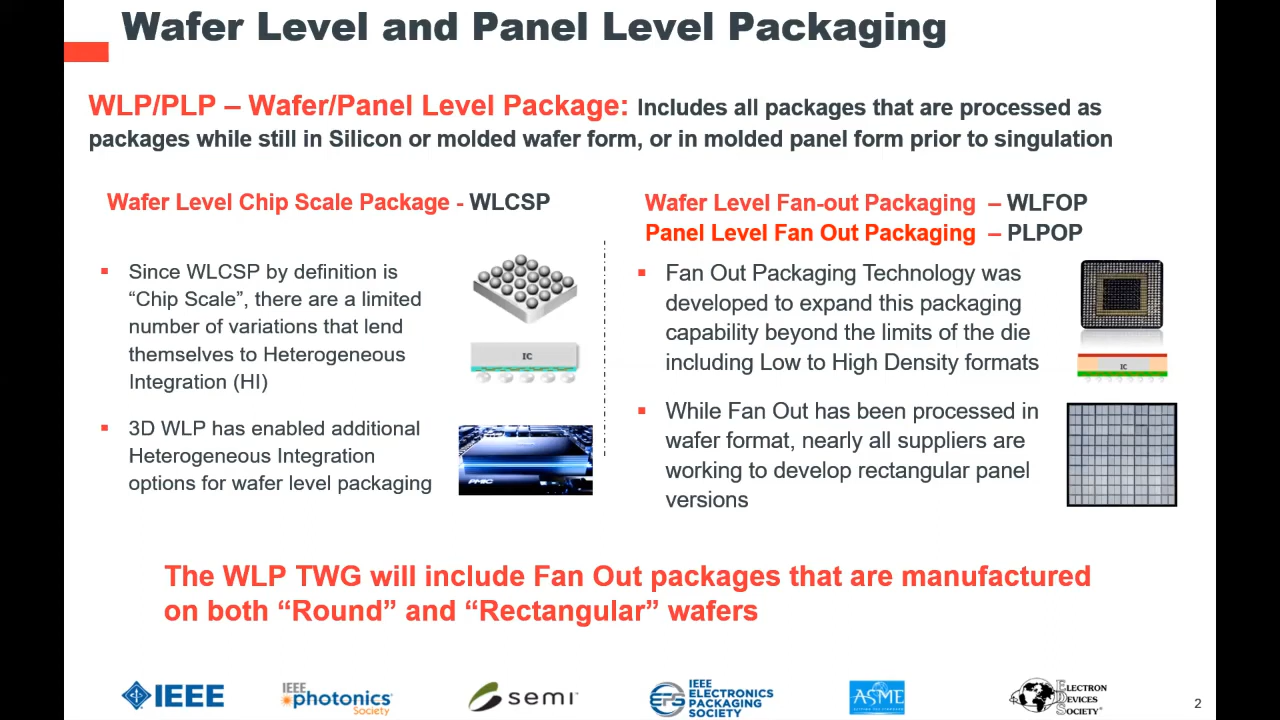 Wafer Level and Panel Level Packaging
WLP/PLP – Wafer/Panel Level Package: Includes all packages that are processed as
packages while still in Silicon or molded wafer form, or in molded panel form prior to singulation
Wafer Level Chip Scale Package - WLCSP
Since WLCSP by definition is
“Chip Scale”, there are a limited
number of variations that lend
themselves to Heterogeneous
Integration (HI)
IC
3D WLP has enabled additional
Heterogeneous Integration
options for wafer level packaging
PMIC
Wafer Level Fan-out Packaging – WLFOP
Panel Level Fan Out Packaging – PLPOP
Fan Out Packaging Technology was
developed to expand this packaging
capability beyond the limits of the die
including Low to High Density formats
IC
While Fan Out has been processed in
wafer format, nearly all suppliers are
working to develop rectangular panel
versions
The WLP TWG will include Fan Out packages that are manufactured
on both “Round” and “Rectangular” wafers
IEEE
IEEE
photonics
Society
semi
EPS
IEEE
ELECTRONICS
PACKAGING
SOCIETY
ASME
ELECTRON
DEVICES
SOCIETY®
2